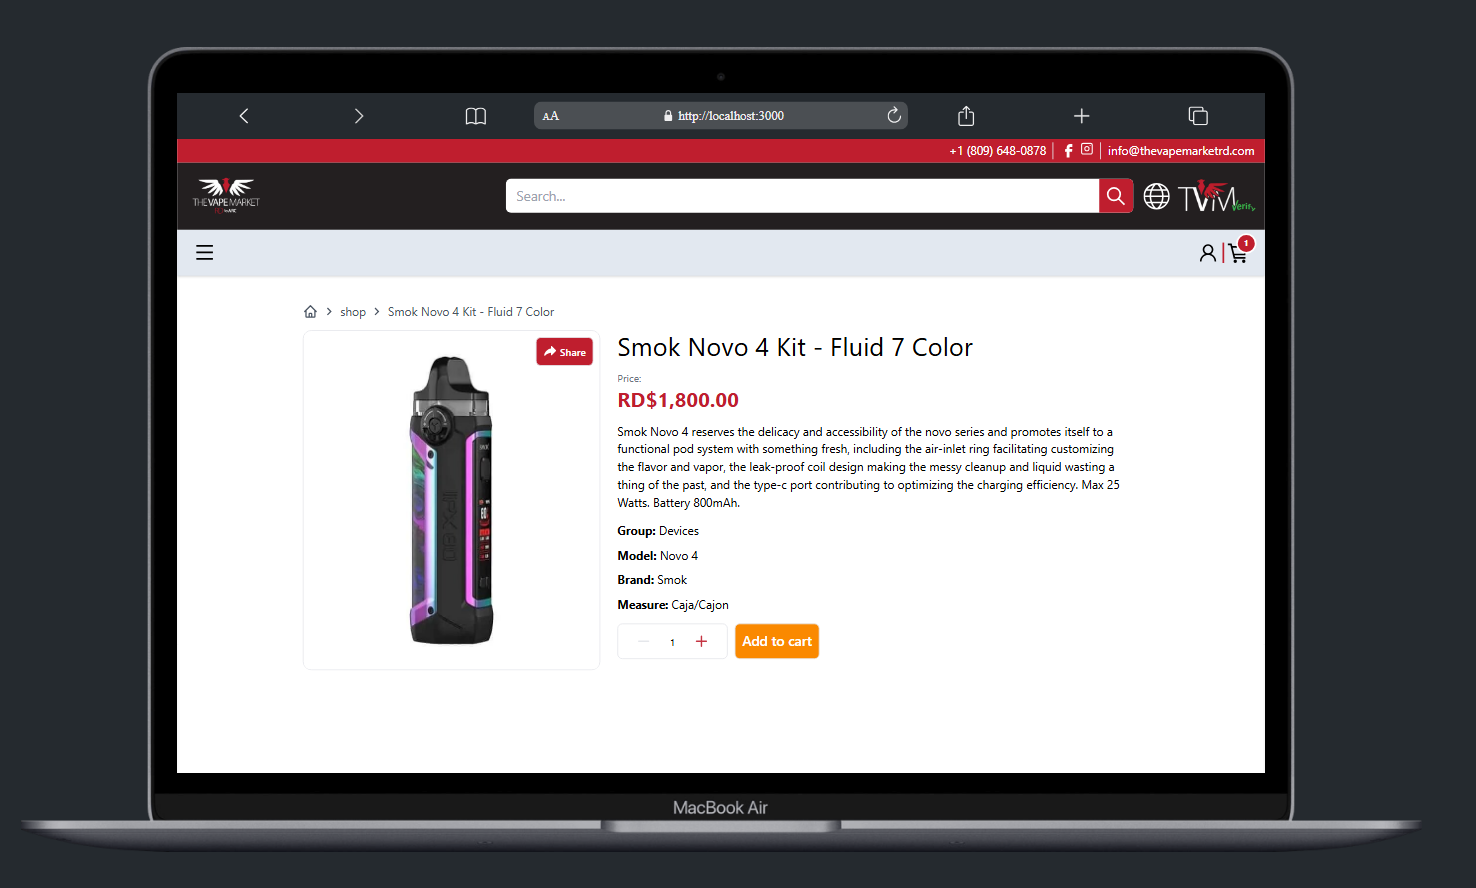 AA
http://localhost:3000
+1 (809) 648-0878
info@thevapemarketrd.com
THEVAPEMARKET
Search...
TVM
Verify
1
shop
Smok Novo 4 Kit - Fluid 7 Color
Share
Smok Novo 4 Kit - Fluid 7 Color
Price:
RD$1,800.00
Smok Novo 4 reserves the delicacy and accessibility of the novo series and promotes itself to a
functional pod system with something fresh, including the air-inlet ring facilitating customizing
the flavor and vapor, the leak-proof coil design making the messy cleanup and liquid wasting a
thing of the past, and the type-c port contributing to optimizing the charging efficiency. Max 25
Watts. Battery 800mAh.
Group: Devices
Model: Novo 4
Brand: Smok
Measure: Caja/Cajon
1
Add to cart
MacBook Air